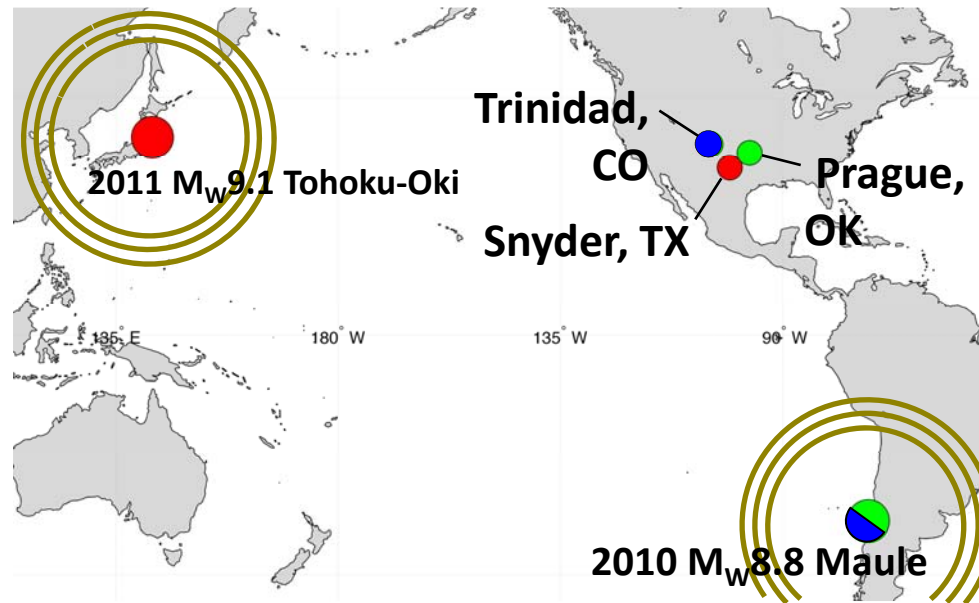 Trinidad,
CO
Prague,
OK
2011 Mw9.1 Tohoku-Oki
Snyder, TX
135° E
180° W
135° W
90° W
2010 Mw8.8 Maule